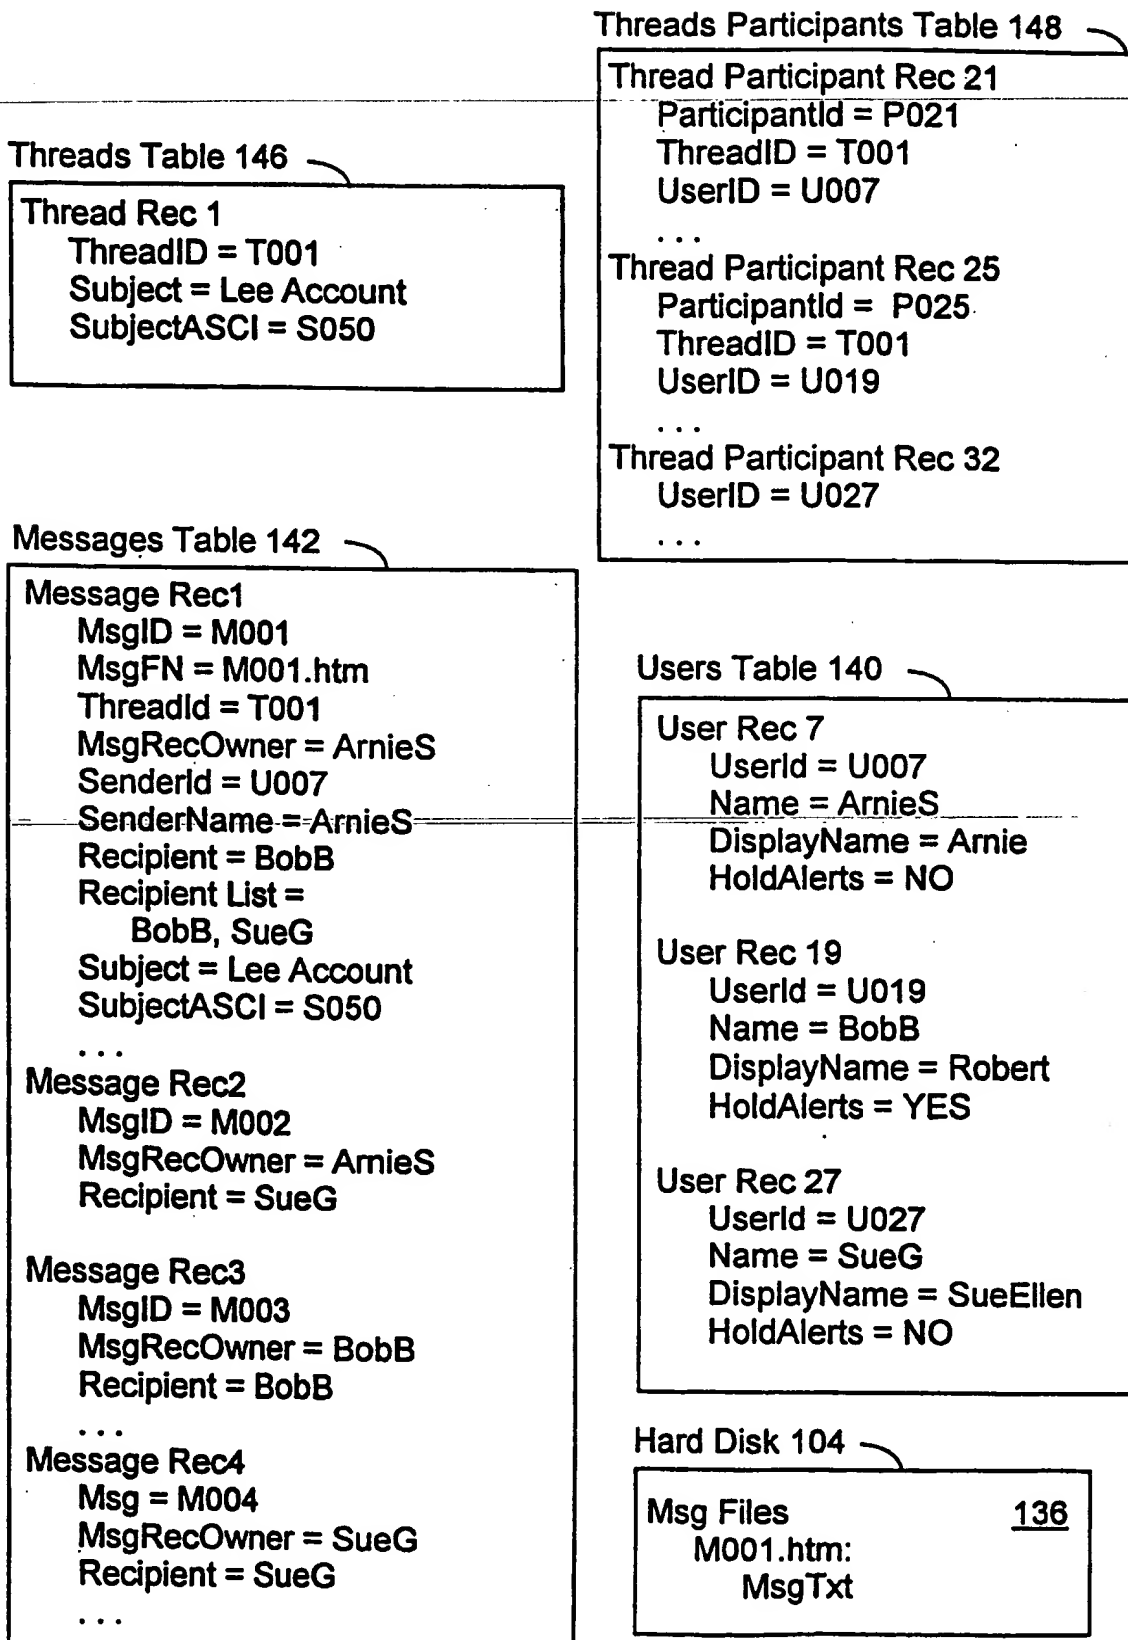 Threads Participants Table 148
Thread Participant Rec 21
ParticipantId = P021
ThreadID = T001
UserID = U007
. . .
Thread Participant Rec 25
ParticipantId = P025
ThreadID = T001
UserID = U019
. . .
Thread Participant Rec 32
UserID = U027
. . .
Threads Table 146
Thread Rec 1
ThreadID = T001
Subject = Lee Account
SubjectASCI = S050
Messages Table 142
Message Rec1
MsgID = M001
MsgFN = M001.htm
ThreadId = T001
MsgRecOwner = ArnieS
SenderId = U007
SenderName = ArnieS
Recipient = BobB
Recipient List =
BobB, SueG
Subject = Lee Account
SubjectASCI = S050
. . .
Message Rec2
MsgID = M002
MsgRecOwner = ArnieS
Recipient = SueG
Message Rec3
MsgID = M003
MsgRecOwner = BobB
Recipient = BobB
. . .
Message Rec4
Msg = M004
MsgRecOwner = SueG
Recipient = SueG
. . .
Users Table 140
User Rec 7
UserId = U007
Name = ArnieS
DisplayName = Arnie
HoldAlerts = NO
User Rec 19
UserId = U019
Name = BobB
DisplayName = Robert
HoldAlerts = YES
User Rec 27
UserId = U027
Name = SueG
DisplayName = SueEllen
HoldAlerts = NO
Hard Disk 104
Msg Files 136
M001.htm:
MsgTxt